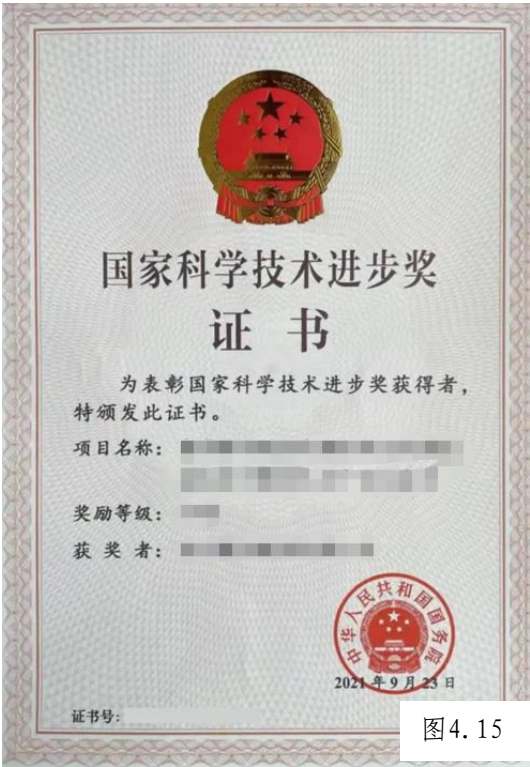 国家科学技术进步奖
证 书
为表彰国家科学技术进步奖获得者，
特颁发此证书。
项目名称：
奖励等级：
获 奖 者：
中华人民共和国国务院
2021年9月23日
证书号：
图4.15